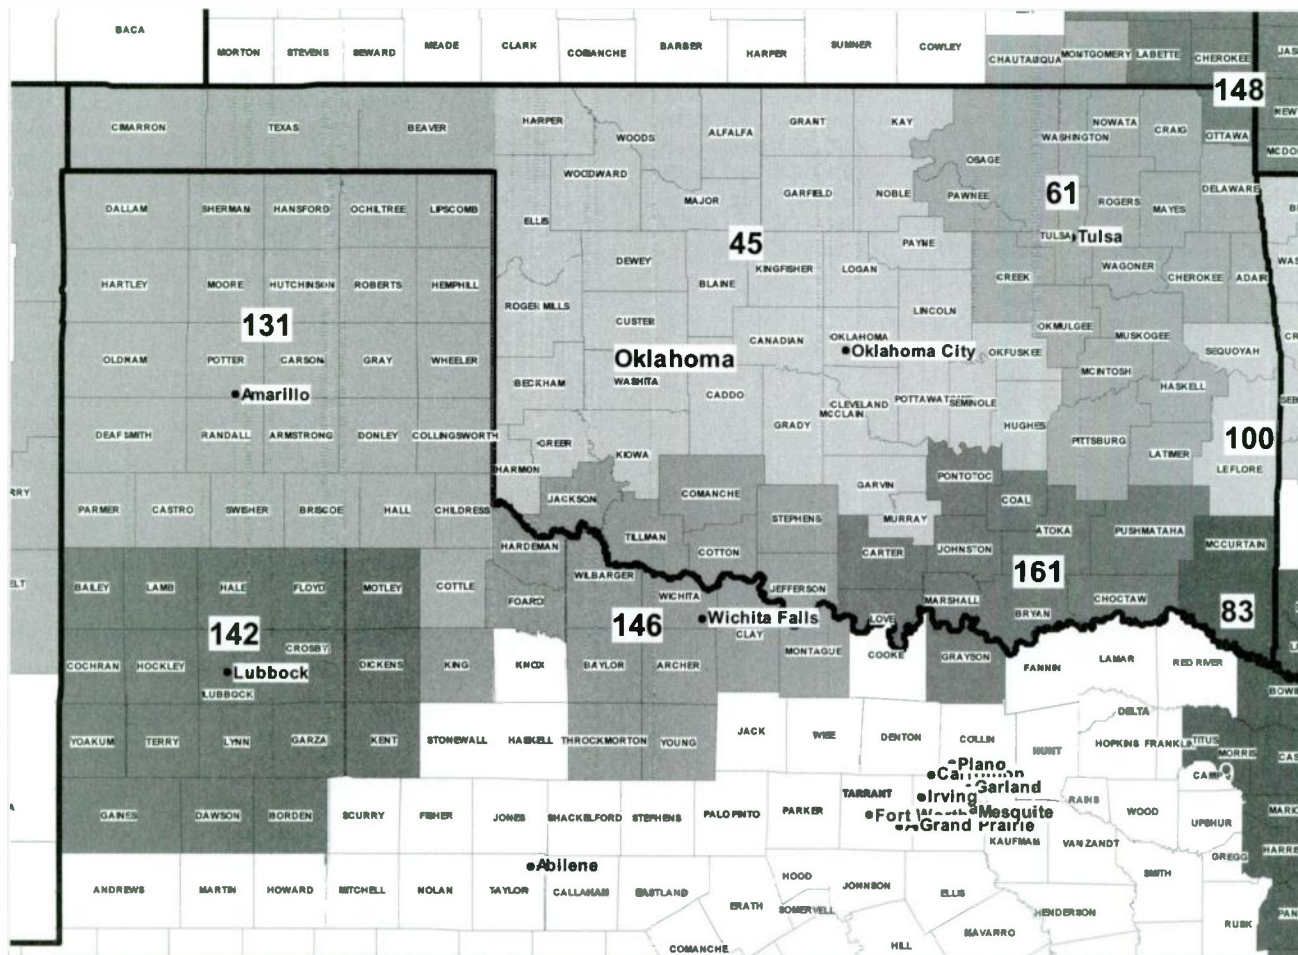 BACA
MORTON STEVENS SEWARD MEADE CLARK COMANCHE BARBER HARPER SUMNER COWLEY
CHAUTAUQUA MONTGOMERY LABETTE CHEROKEE
148
CIMARRON TEXAS BEAVER HARPER WOODS ALFALFA GRANT KAY WASHINGTON NOWATA CRAIG OTTAWA
OSAGE
WOODWARD MAJOR GARFIELD NOBLE PAWNEE 61 ROGERS MAYES DELAWARE
DALLAM SHERMAN HANSFORD OCHILTREE LIPSCOMB
ELLIS 45 PAYNE TULSA Tulsa
DEWEY BLAINE KINGFISHER LOGAN CREEK WAGONER CHEROKEE ADAIR
HARTLEY MOORE HUTCHINSON ROBERTS HEMPHILL
ROGER MILLS CUSTER LINCOLN
131
CANADIAN OKLAHOMA OKMULGEE MUSKOGEE
Oklahoma Oklahoma City OKFUSKEE SEQUOYAH
OLDHAM POTTER CARSON GRAY WHEELER
BECKHAM WASHITA MCINTOSH HASKELL
Amarillo
CADDO CLEVELAND SEMINOLE
MCCLAIN
GRADY HUGHES
DEAF SMITH RANDALL ARMSTRONG DONLEY COLLINGSWORTH GREER KIOWA PITTSBURG LATIMER 100
HARMON LEFLORE
PONTOTOC
GARVIN
JACKSON COMANCHE COAL
PARMER CASTRO SWISHER BRISCOE HALL CHILDRESS
STEPHENS MURRAY ATOKA PUSHMATAHA
HARDEMAN TILLMAN COTTON CARTER JOHNSTON MCCURTAIN
WILBARGER 161
BAILEY LAMB HALE FLOYD MOTLEY COTTLE FOARD WICHITA JEFFERSON MARSHALL CHOCTAW
BRYAN
142 146 Wichita Falls LOVE 83
CLAY
CROSBY MONTAGUE COOKE GRAYSON
COCHRAN HOCKLEY DICKENS KING KNOX BAYLOR ARCHER FANNIN LAMAR RED RIVER
Lubbock
LUBBOCK
DELTA
YOAKUM TERRY LYNN GARZA KENT STONEWALL HASKELL THROCKMORTON YOUNG JACK WISE DENTON COLLIN HUNT HOPKINS TITUS
MORRIS
Plano
Garland
Irving
TARRANT
Mesquite
Fort Worth
Grand Prairie
RAINS WOOD
UPSHUR
GAINES DAWSON BORDEN SCURRY FISHER JONES SHACKELFORD STEPHENS PALO PINTO PARKER
KAUFMAN VAN ZANDT
GREGG
Abilene
SMITH
ANDREWS MARTIN HOWARD MITCHELL NOLAN TAYLOR CALLAHAN EASTLAND HOOD JOHNSON ELLIS
ERATH SOMERVELL HENDERSON
RUSK
NAVARRO
COMANCHE HILL